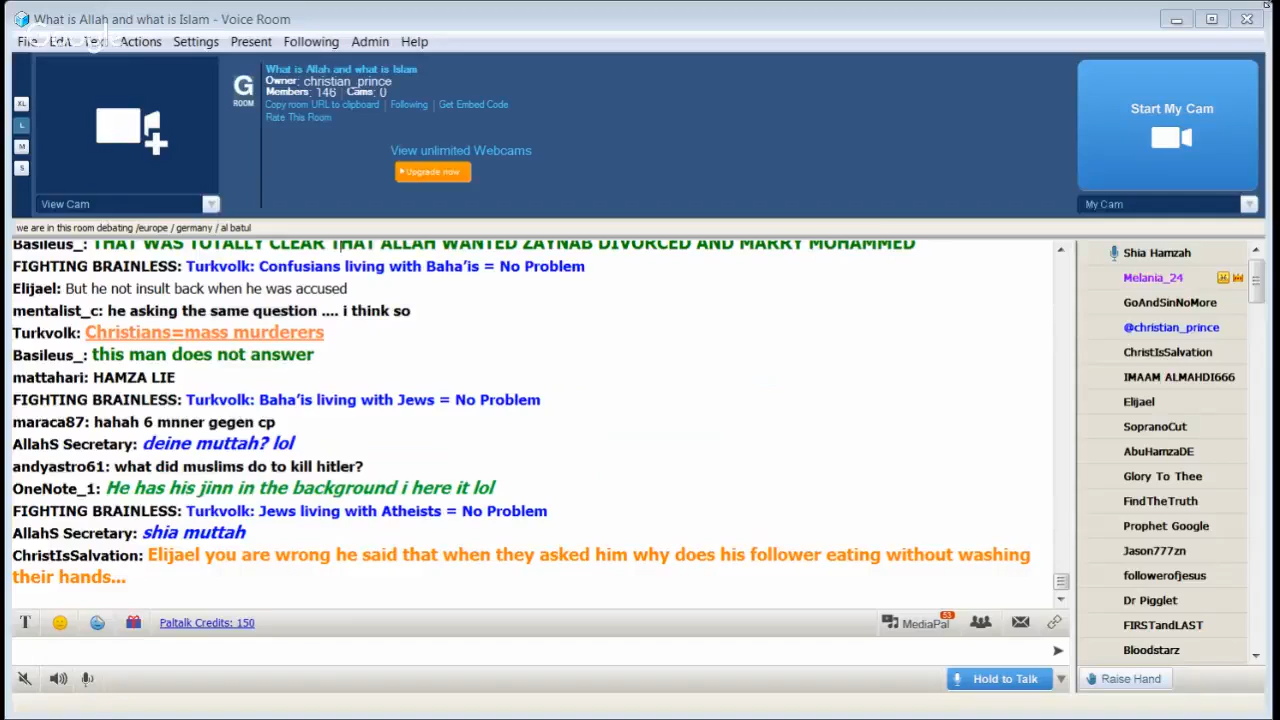 What is Allah and what is Islam - Voice Room
File Edit Text Actions Settings Present Following Admin Help
Google
XL
L
M
S
G
ROOM
What is Allah and what is Islam
Owner: christian_prince
Members: 146 Cams: 0
Copy room URL to clipboard | Following | Get Embed Code
Rate This Room
View unlimited Webcams
Upgrade now
Start My Cam
View Cam
My Cam
we are in this room debating /europe / germany / al batul
Basileus_: THAT WAS TOTALLY CLEAR THAT ALLAH WANTED ZAYNAB DIVORCED AND MARRY MOHAMMED
FIGHTING BRAINLESS: Turkvolk: Confusians living with Baha'is = No Problem
Elijael: But he not insult back when he was accused
mentalist_c: he asking the same question .... i think so
Turkvolk: Christians=mass murderers
Basileus_: this man does not answer
mattahari: HAMZA LIE
FIGHTING BRAINLESS: Turkvolk: Baha'is living with Jews = No Problem
maraca87: hahah 6 mnner gegen cp
AllahS Secretary: deine muttah? lol
andyastro61: what did muslims do to kill hitler?
OneNote_1: He has his jinn in the background i here it lol
FIGHTING BRAINLESS: Turkvolk: Jews living with Atheists = No Problem
AllahS Secretary: shia muttah
ChristIsSalvation: Elijael you are wrong he said that when they asked him why does his follower eating without washing
their hands...
Shia Hamzah
Melania_24
GoAndSinNoMore
@christian_prince
ChristIsSalvation
IMAAM ALMAHDI666
Elijael
SopranoCut
AbuHamzaDE
Glory To Thee
FindTheTruth
Prophet Google
Jason777zn
followerofjesus
Dr Pigglet
FIRSTandLAST
Bloodstarz
T
Paltalk Credits: 150
MediaPal
53
Hold to Talk
Raise Hand